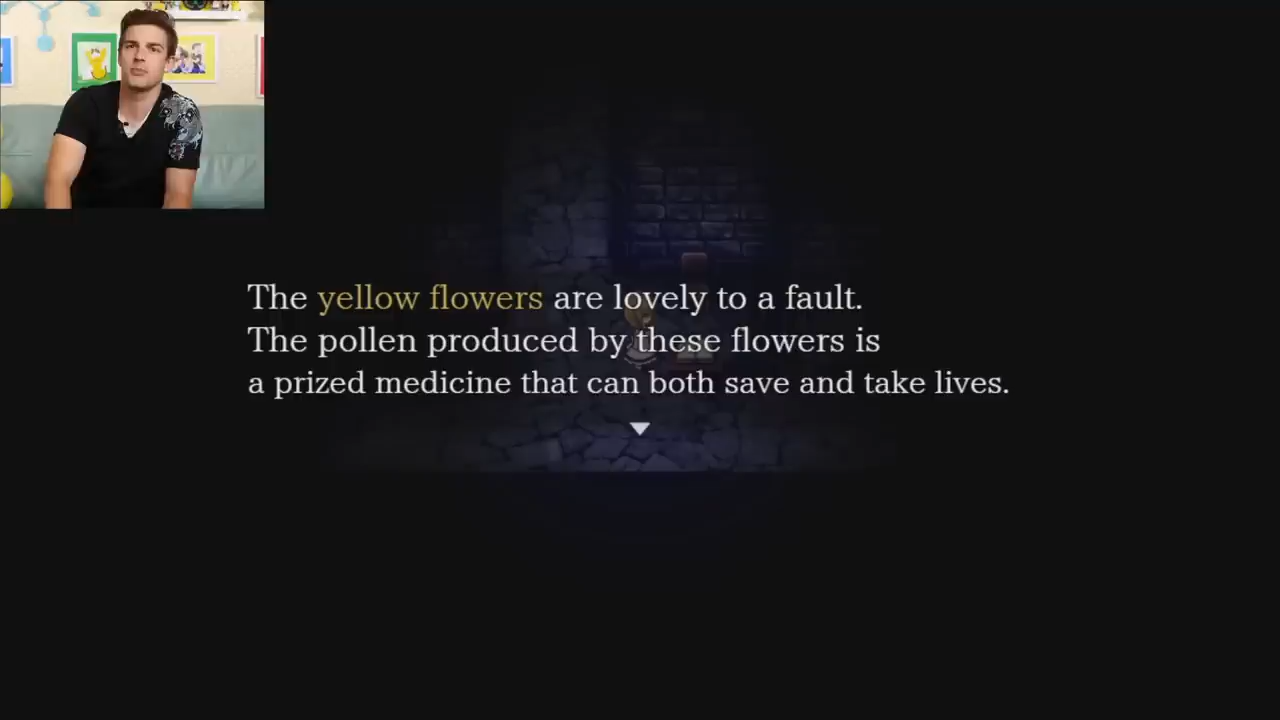 The yellow flowers are lovely to a fault.
The pollen produced by these flowers is
a prized medicine that can both save and take lives.